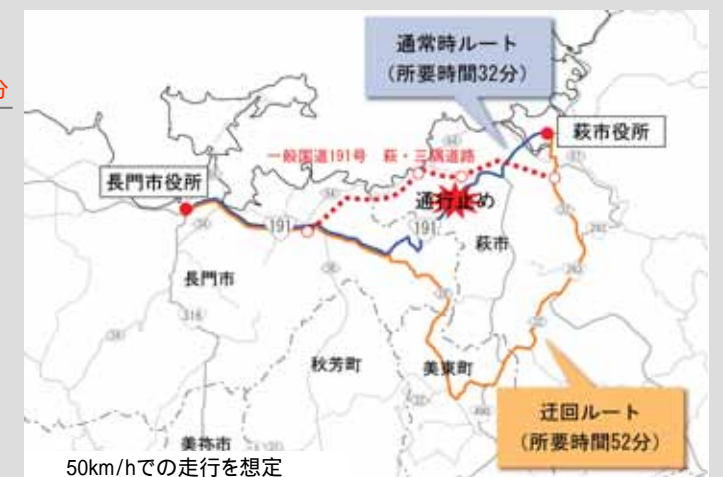 分
通常時ルート
（所要時間32分）
萩市役所
一般国道191号　萩・三隅道路
長門市役所
通行止め
191
191
萩市
長門市
316
秋芳町
美東町
迂回ルート
（所要時間52分）
美祢市
50km/hでの走行を想定